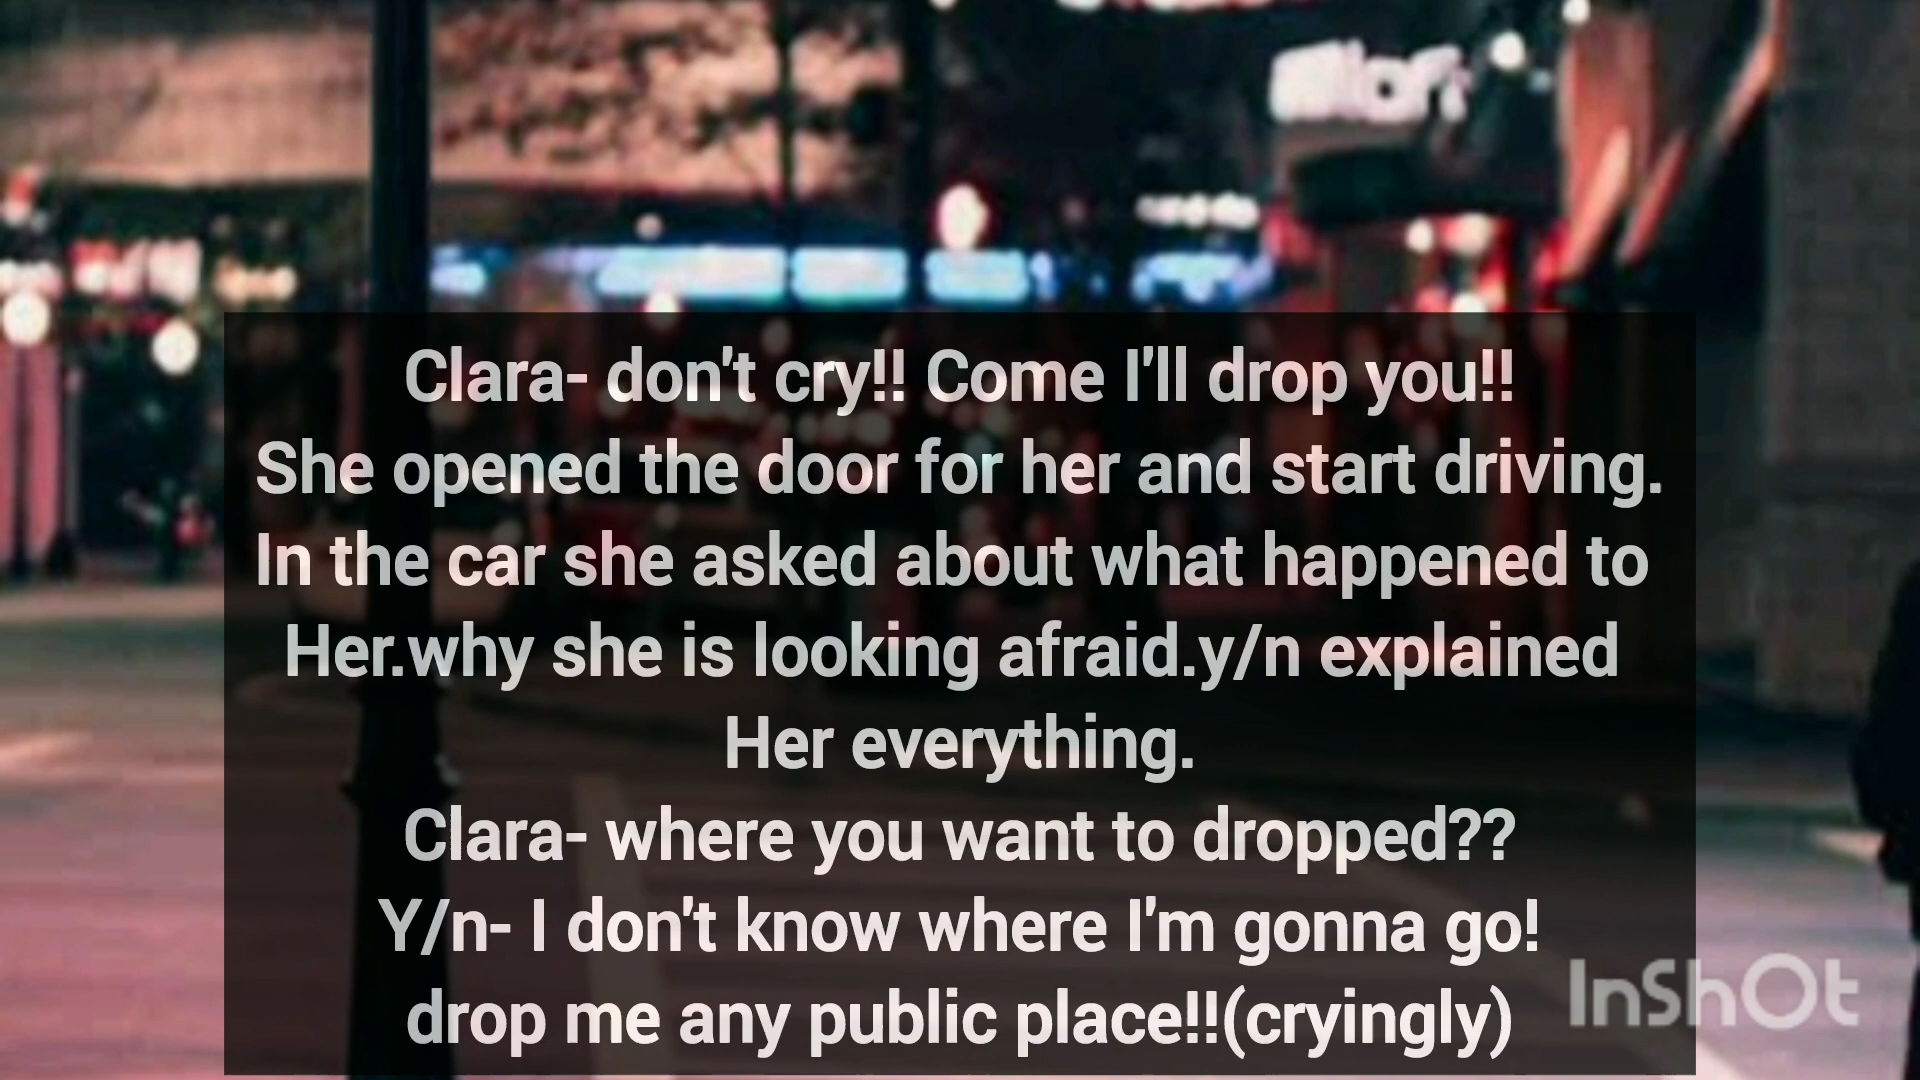 Clara- don't cry!! Come I'll drop you!!
She opened the door for her and start driving.
In the car she asked about what happened to
Her.why she is looking afraid.y/n explained
Her everything.
Clara- where you want to dropped??
Y/n- I don't know where I'm gonna go!
drop me any public place!!(cryingly)
InShOt